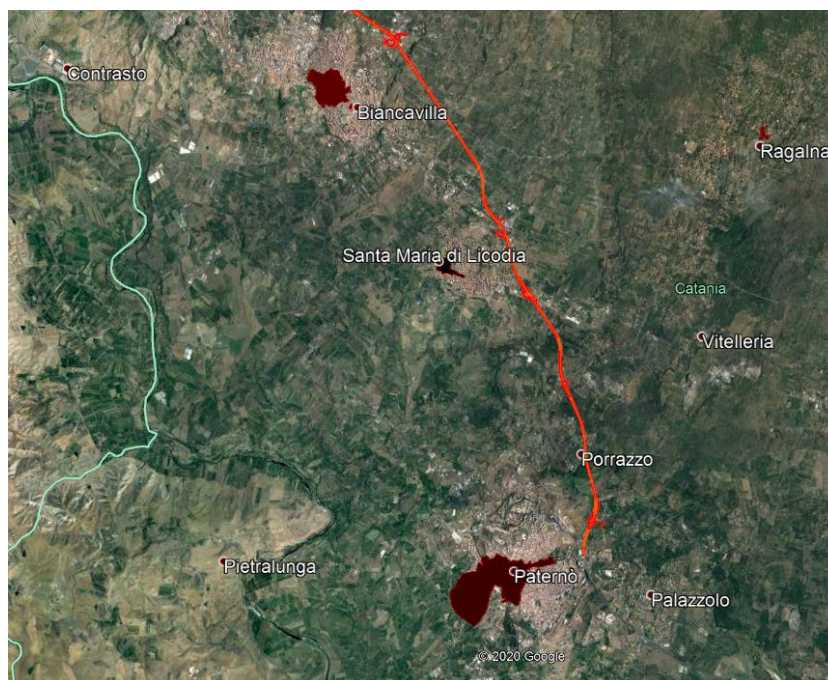 Contrasto
Biancavilla
Ragalna
Santa Maria di Licodia
Catania
Vitelleria
Porrazzo
Pietralunga
Paternò
Palazzolo
© 2020 Google